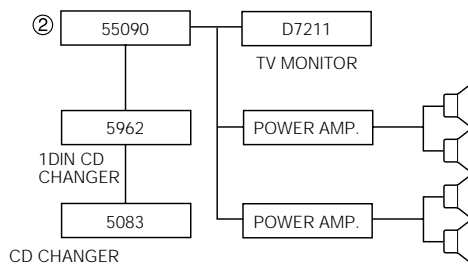 ② 55090 D7211
TV MONITOR
5962 POWER AMP.
1DIN CD
CHANGER
5083 POWER AMP.
CD CHANGER